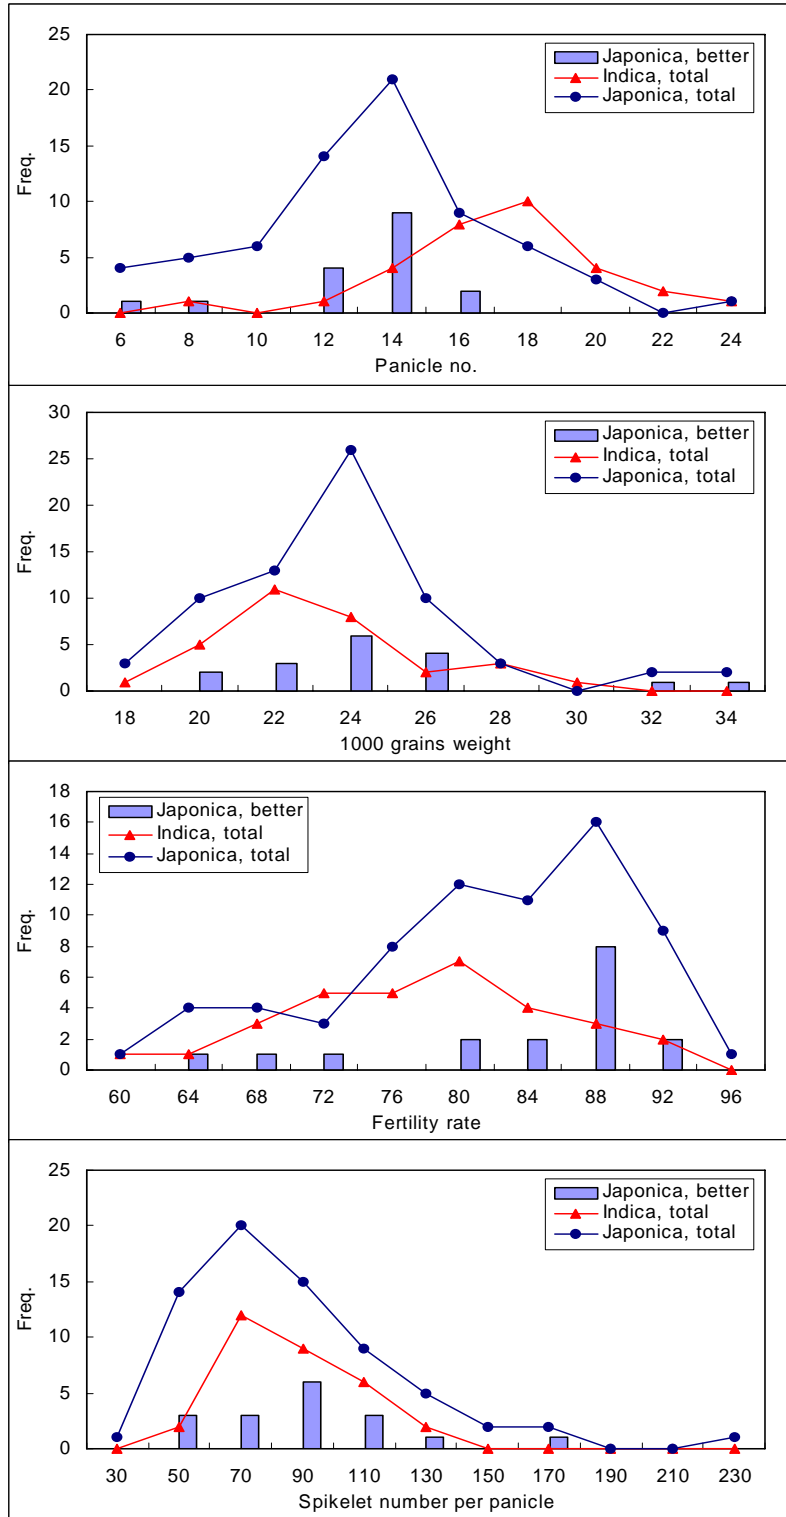 25
20
15
10
5
0
Freq.
Japonica, better
Indica, total
Japonica, total
6 8 10 12 14 16 18 20 22 24
Panicle no.
30
25
20
15
10
5
0
Freq.
Japonica, better
Indica, total
Japonica, total
18 20 22 24 26 28 30 32 34
1000 grains weight
18
16
14
12
10
8
6
4
2
0
Freq.
Japonica, better
Indica, total
Japonica, total
60 64 68 72 76 80 84 88 92 96
Fertility rate
25
20
15
10
5
0
Freq.
Japonica, better
Indica, total
Japonica, total
30 50 70 90 110 130 150 170 190 210 230
Spikelet number per panicle